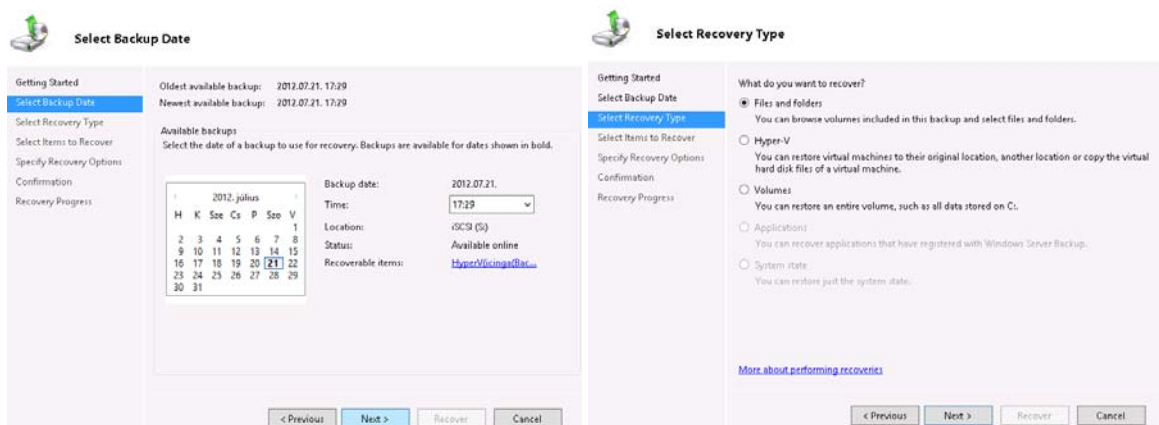 Select Backup Date
Getting Started
Select Backup Date
Select Recovery Type
Select Items to Recover
Specify Recovery Options
Confirmation
Recovery Progress
Oldest available backup: 2012.07.21. 17:29
Newest available backup: 2012.07.21. 17:29
Available backups
Select the date of a backup to use for recovery. Backups are available for dates shown in bold.
2012. július
H K Sze Cs P Szo V
1
2 3 4 5 6 7 8
9 10 11 12 13 14 15
16 17 18 19 20 21 22
23 24 25 26 27 28 29
30 31
Backup date: 2012.07.21.
Time: 17:29
Location: iSCSI (S:)
Status: Available online
Recoverable items:
< Previous Next > Recover Cancel
Select Recovery Type
Getting Started
Select Backup Date
Select Recovery Type
Select Items to Recover
Specify Recovery Options
Confirmation
Recovery Progress
What do you want to recover?
Files and folders
You can browse volumes included in this backup and select files and folders.
Hyper-V
You can restore virtual machines to their original location, another location or copy the virtual
hard disk files of a virtual machine.
Volumes
You can restore an entire volume, such as all data stored on C:.
Applications
You can recover applications that have registered with Windows Server Backup.
System state
You can restore just the system state.
More about performing recoveries
< Previous Next > Recover Cancel